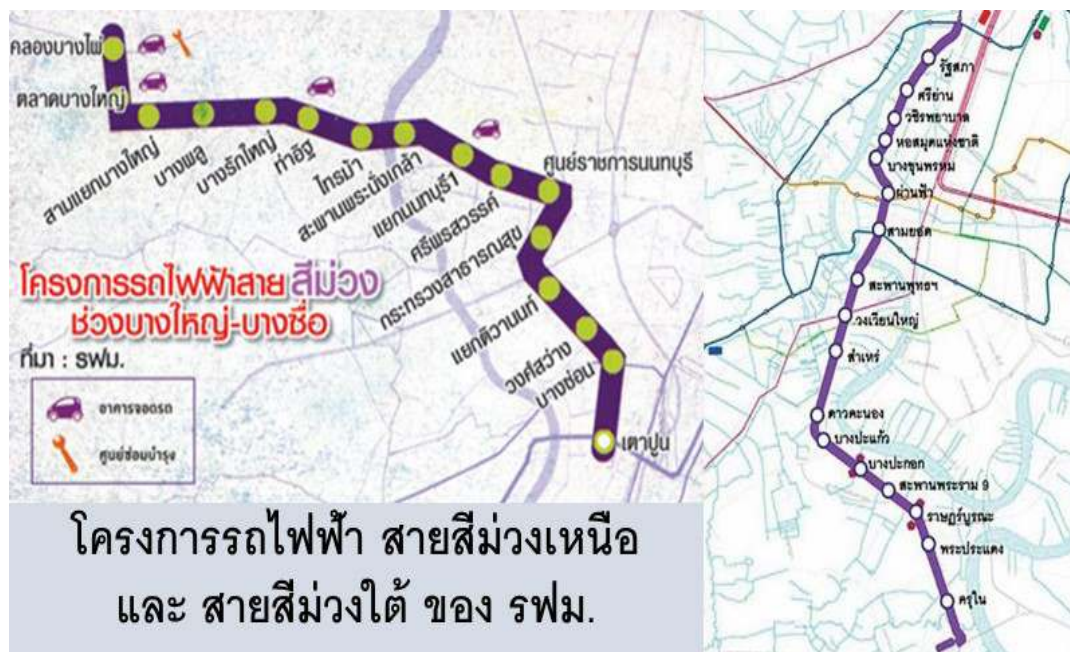 คลองบางไผ่
ตลาดบางใหญ่
สามแยกบางใหญ่
บางพลู
บางรักใหญ่
ท่าอิฐ
ไทรม้า
สะพานพระนั่งเกล้า
แยกนนทบุรี1
ศรีพรสวรรค์
ศูนย์ราชการนนทบุรี
กระทรวงสาธารณสุข
แยกติวานนท์
วงศ์สว่าง
บางซ่อน
เตาปูน
โครงการรถไฟฟ้าสาย สีม่วง
ช่วงบางใหญ่-บางซื่อ
ที่มา : รฟม.
อาคารจอดรถ
ศูนย์ซ่อมบำรุง
โครงการรถไฟฟ้า สายสีม่วงเหนือ
และ สายสีม่วงใต้ ของ รฟม.
รัฐสภา
ศรีย่าน
วชิรพยาบาล
หอสมุดแห่งชาติ
บางขุนพรหม
ผ่านฟ้า
สามยอด
สะพานพุทธฯ
วงเวียนใหญ่
สำเหร่
ดาวคะนอง
บางปะแก้ว
บางปะกอก
สะพานพระราม 9
ราษฎร์บูรณะ
พระประแดง
ครุใน